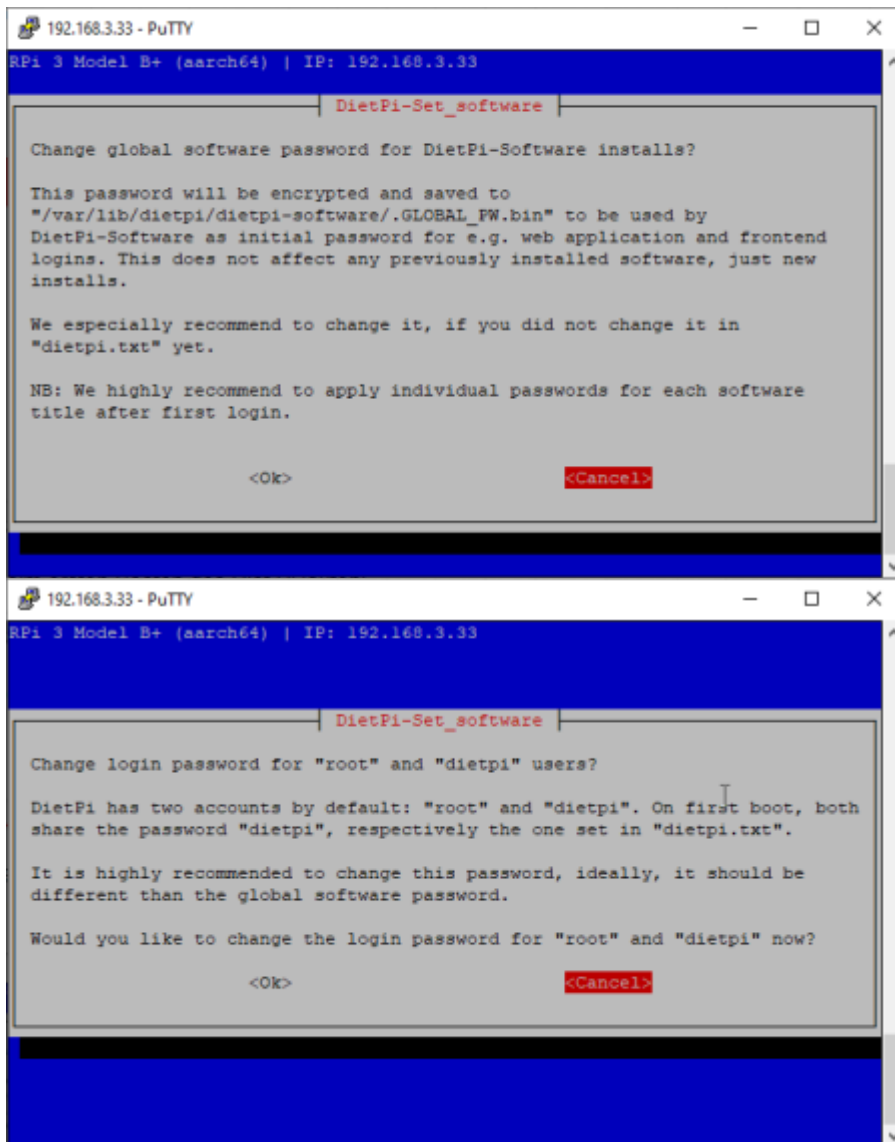 192.168.3.33 - PuTTY
RPi 3 Model B+ (aarch64) | IP: 192.168.3.33
DietPi-Set_software
Change global software password for DietPi-Software installs?
This password will be encrypted and saved to
"/var/lib/dietpi/dietpi-software/.GLOBAL_PW.bin" to be used by
DietPi-Software as initial password for e.g. web application and frontend
logins. This does not affect any previously installed software, just new
installs.
We especially recommend to change it, if you did not change it in
"dietpi.txt" yet.
NB: We highly recommend to apply individual passwords for each software
title after first login.
<Ok> <Cancel>
192.168.3.33 - PuTTY
RPi 3 Model B+ (aarch64) | IP: 192.168.3.33
DietPi-Set_software
Change login password for "root" and "dietpi" users?
DietPi has two accounts by default: "root" and "dietpi". On first boot, both
share the password "dietpi", respectively the one set in "dietpi.txt".
It is highly recommended to change this password, ideally, it should be
different than the global software password.
Would you like to change the login password for "root" and "dietpi" now?
<Ok> <Cancel>